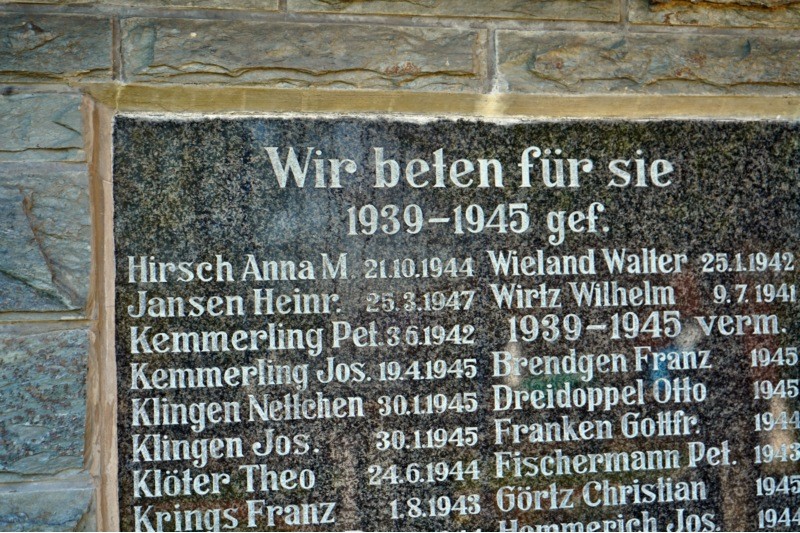 Wir beten für sie
1939-1945 gef.
Hirsch Anna M. 21.10.1944
Jansen Heinr. 25.3.1947
Kemmerling Pet. 3.6.1942
Kemmerling Jos. 19.4.1945
Klingen Nettchen 30.1.1945
Klingen Jos. 30.1.1945
Klöter Theo 24.6.1944
Krings Franz 1.8.1943
Wieland Walter 25.1.1942
Wirtz Wilhelm 9.7.1941
1939-1945 verm.
Brendgen Franz 1945
Dreidoppel Otto 1945
Franken Gottfr. 1944
Fischermann Pet. 1943
Görtz Christian 1945
Hommerich Jos. 1944